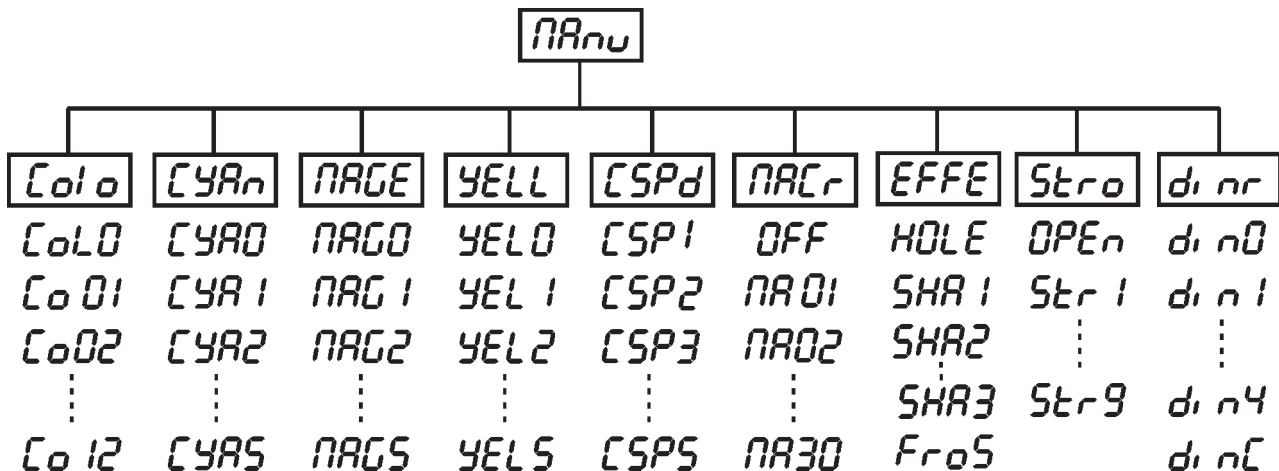 MAnu
Colo CYAn MAGE YELL CSPd MACr EFFE Stro dinr
CoL0 CYA0 MAG0 YEL0 CSP1 OFF HOLE OPEn din0
Co01 CYA1 MAG1 YEL1 CSP2 MA01 SHA1 Str1 din1
Co02 CYA2 MAG2 YEL2 CSP3 MA02 SHA2
SHA3 Str9 din4
Co12 CYA5 MAG5 YEL5 CSP5 MA30 FroS dinC